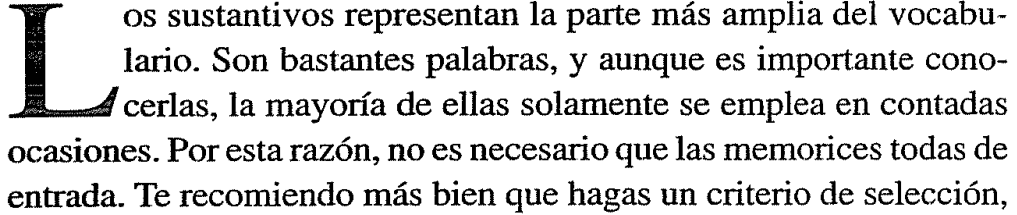 Los sustantivos representan la parte más amplia del vocabu-
lario. Son bastantes palabras, y aunque es importante cono-
cerlas, la mayoría de ellas solamente se emplea en contadas
ocasiones. Por esta razón, no es necesario que las memorices todas de
entrada. Te recomiendo más bien que hagas un criterio de selección,